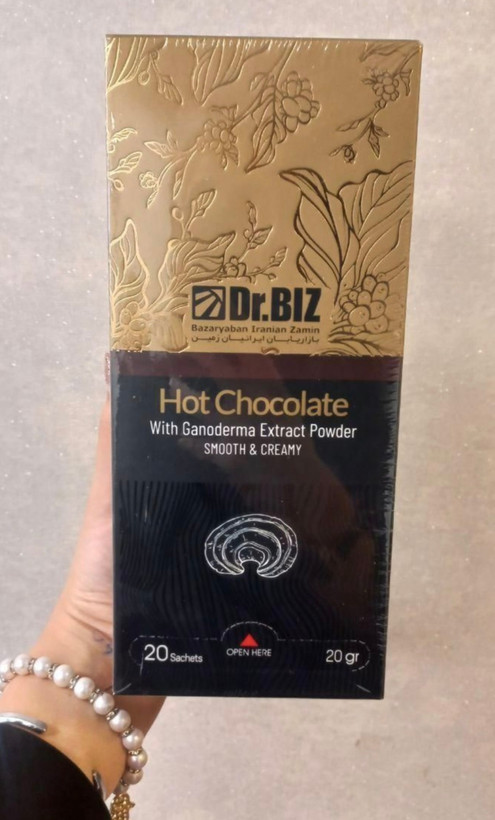 Dr.BIZ
Bazaryaban Iranian Zamin
بازاریابان ایرانیان زمین
Hot Chocolate
With Ganoderma Extract Powder
SMOOTH & CREAMY
20 Sachets
OPEN HERE
20 gr